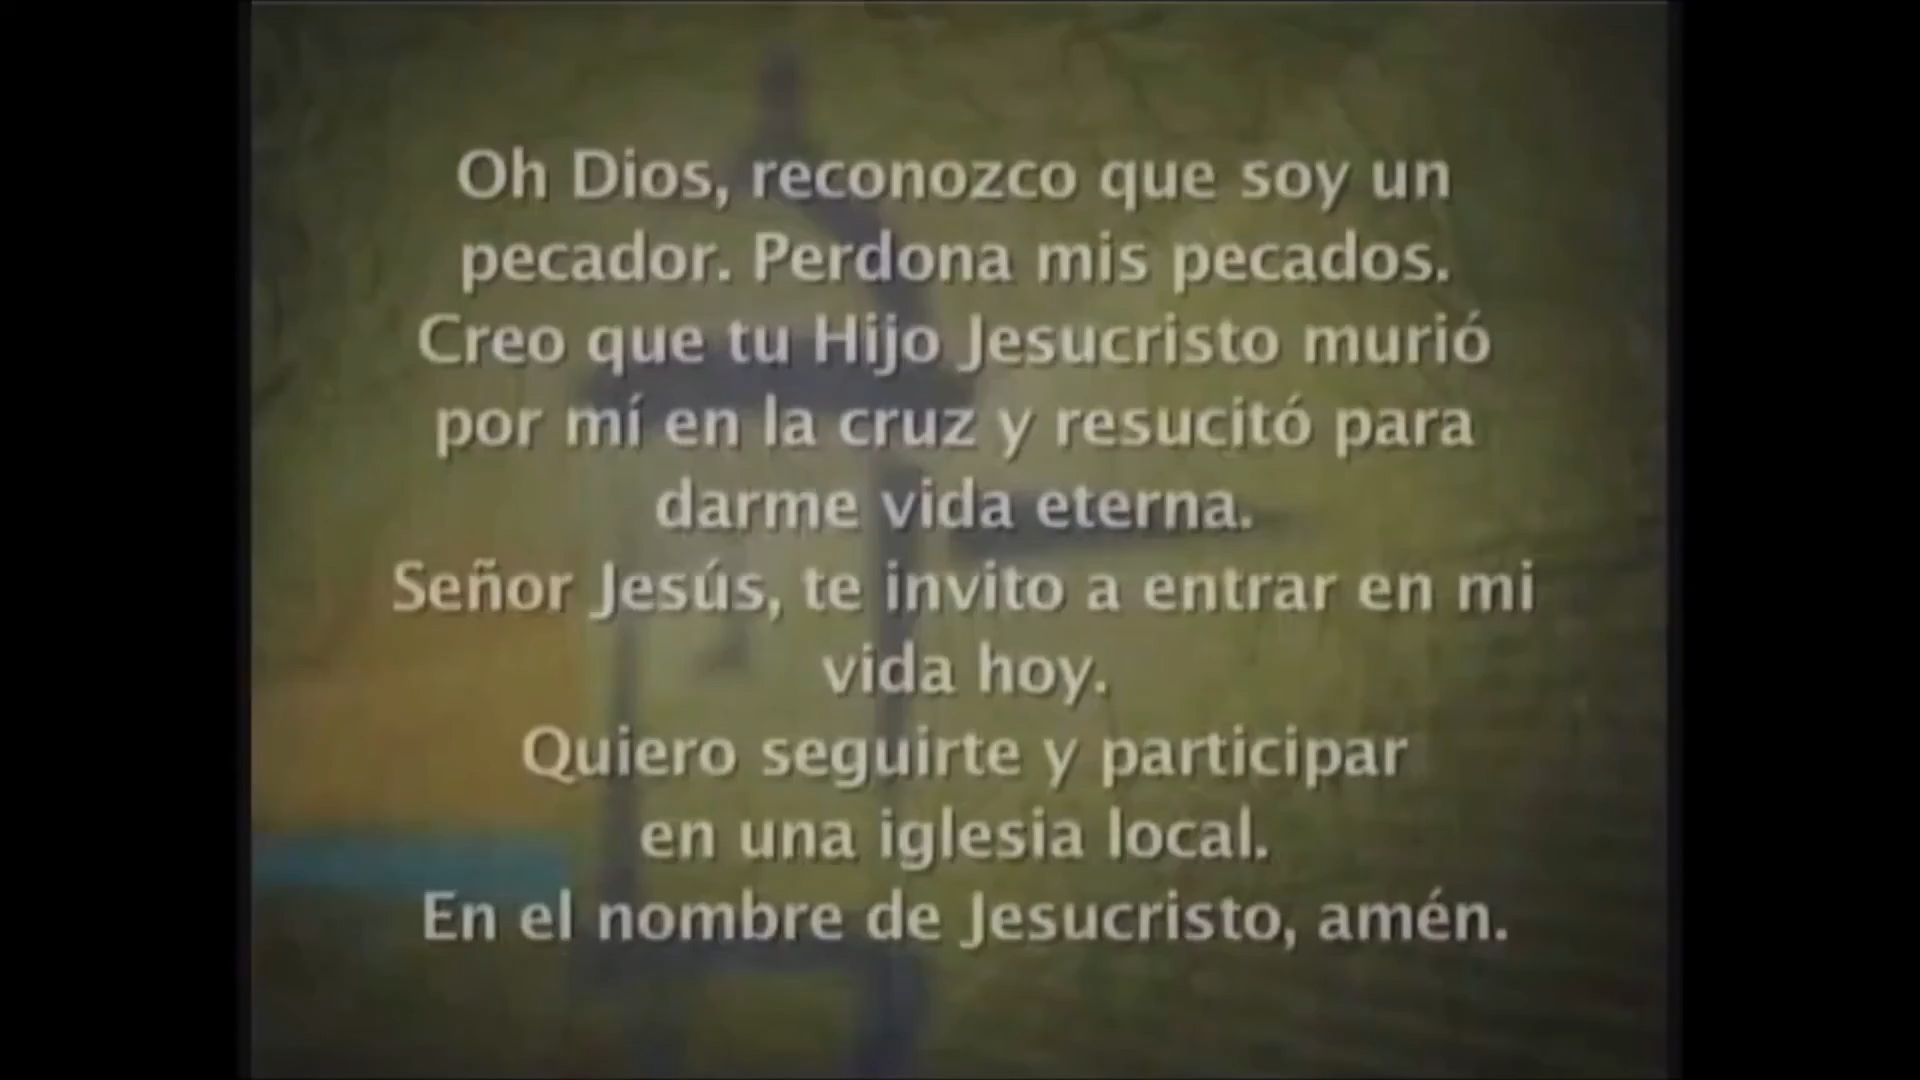 Oh Dios, reconozco que soy un
pecador. Perdona mis pecados.
Creo que tu Hijo Jesucristo murió
por mí en la cruz y resucitó para
darme vida eterna.
Señor Jesús, te invito a entrar en mi
vida hoy.
Quiero seguirte y participar
en una iglesia local.
En el nombre de Jesucristo, amén.